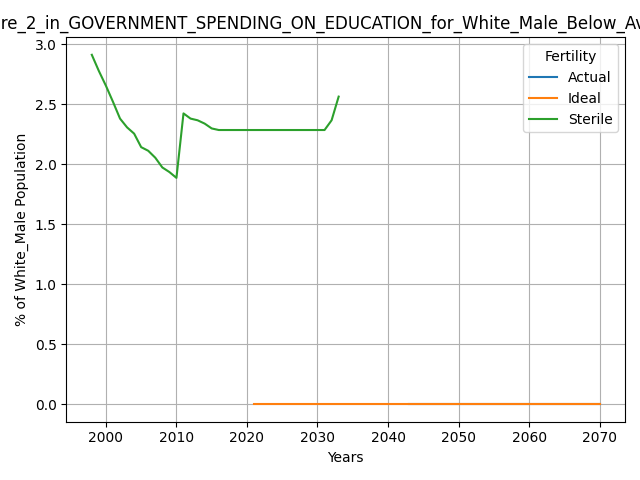 re_2_in_GOVERNMENT_SPENDING_ON_EDUCATION_for_White_Male_Below_Av
Fertility
Actual
Ideal
Sterile
% of White_Male Population
3.0
2.5
2.0
1.5
1.0
0.5
0.0
2000 2010 2020 2030 2040 2050 2060 2070
Years